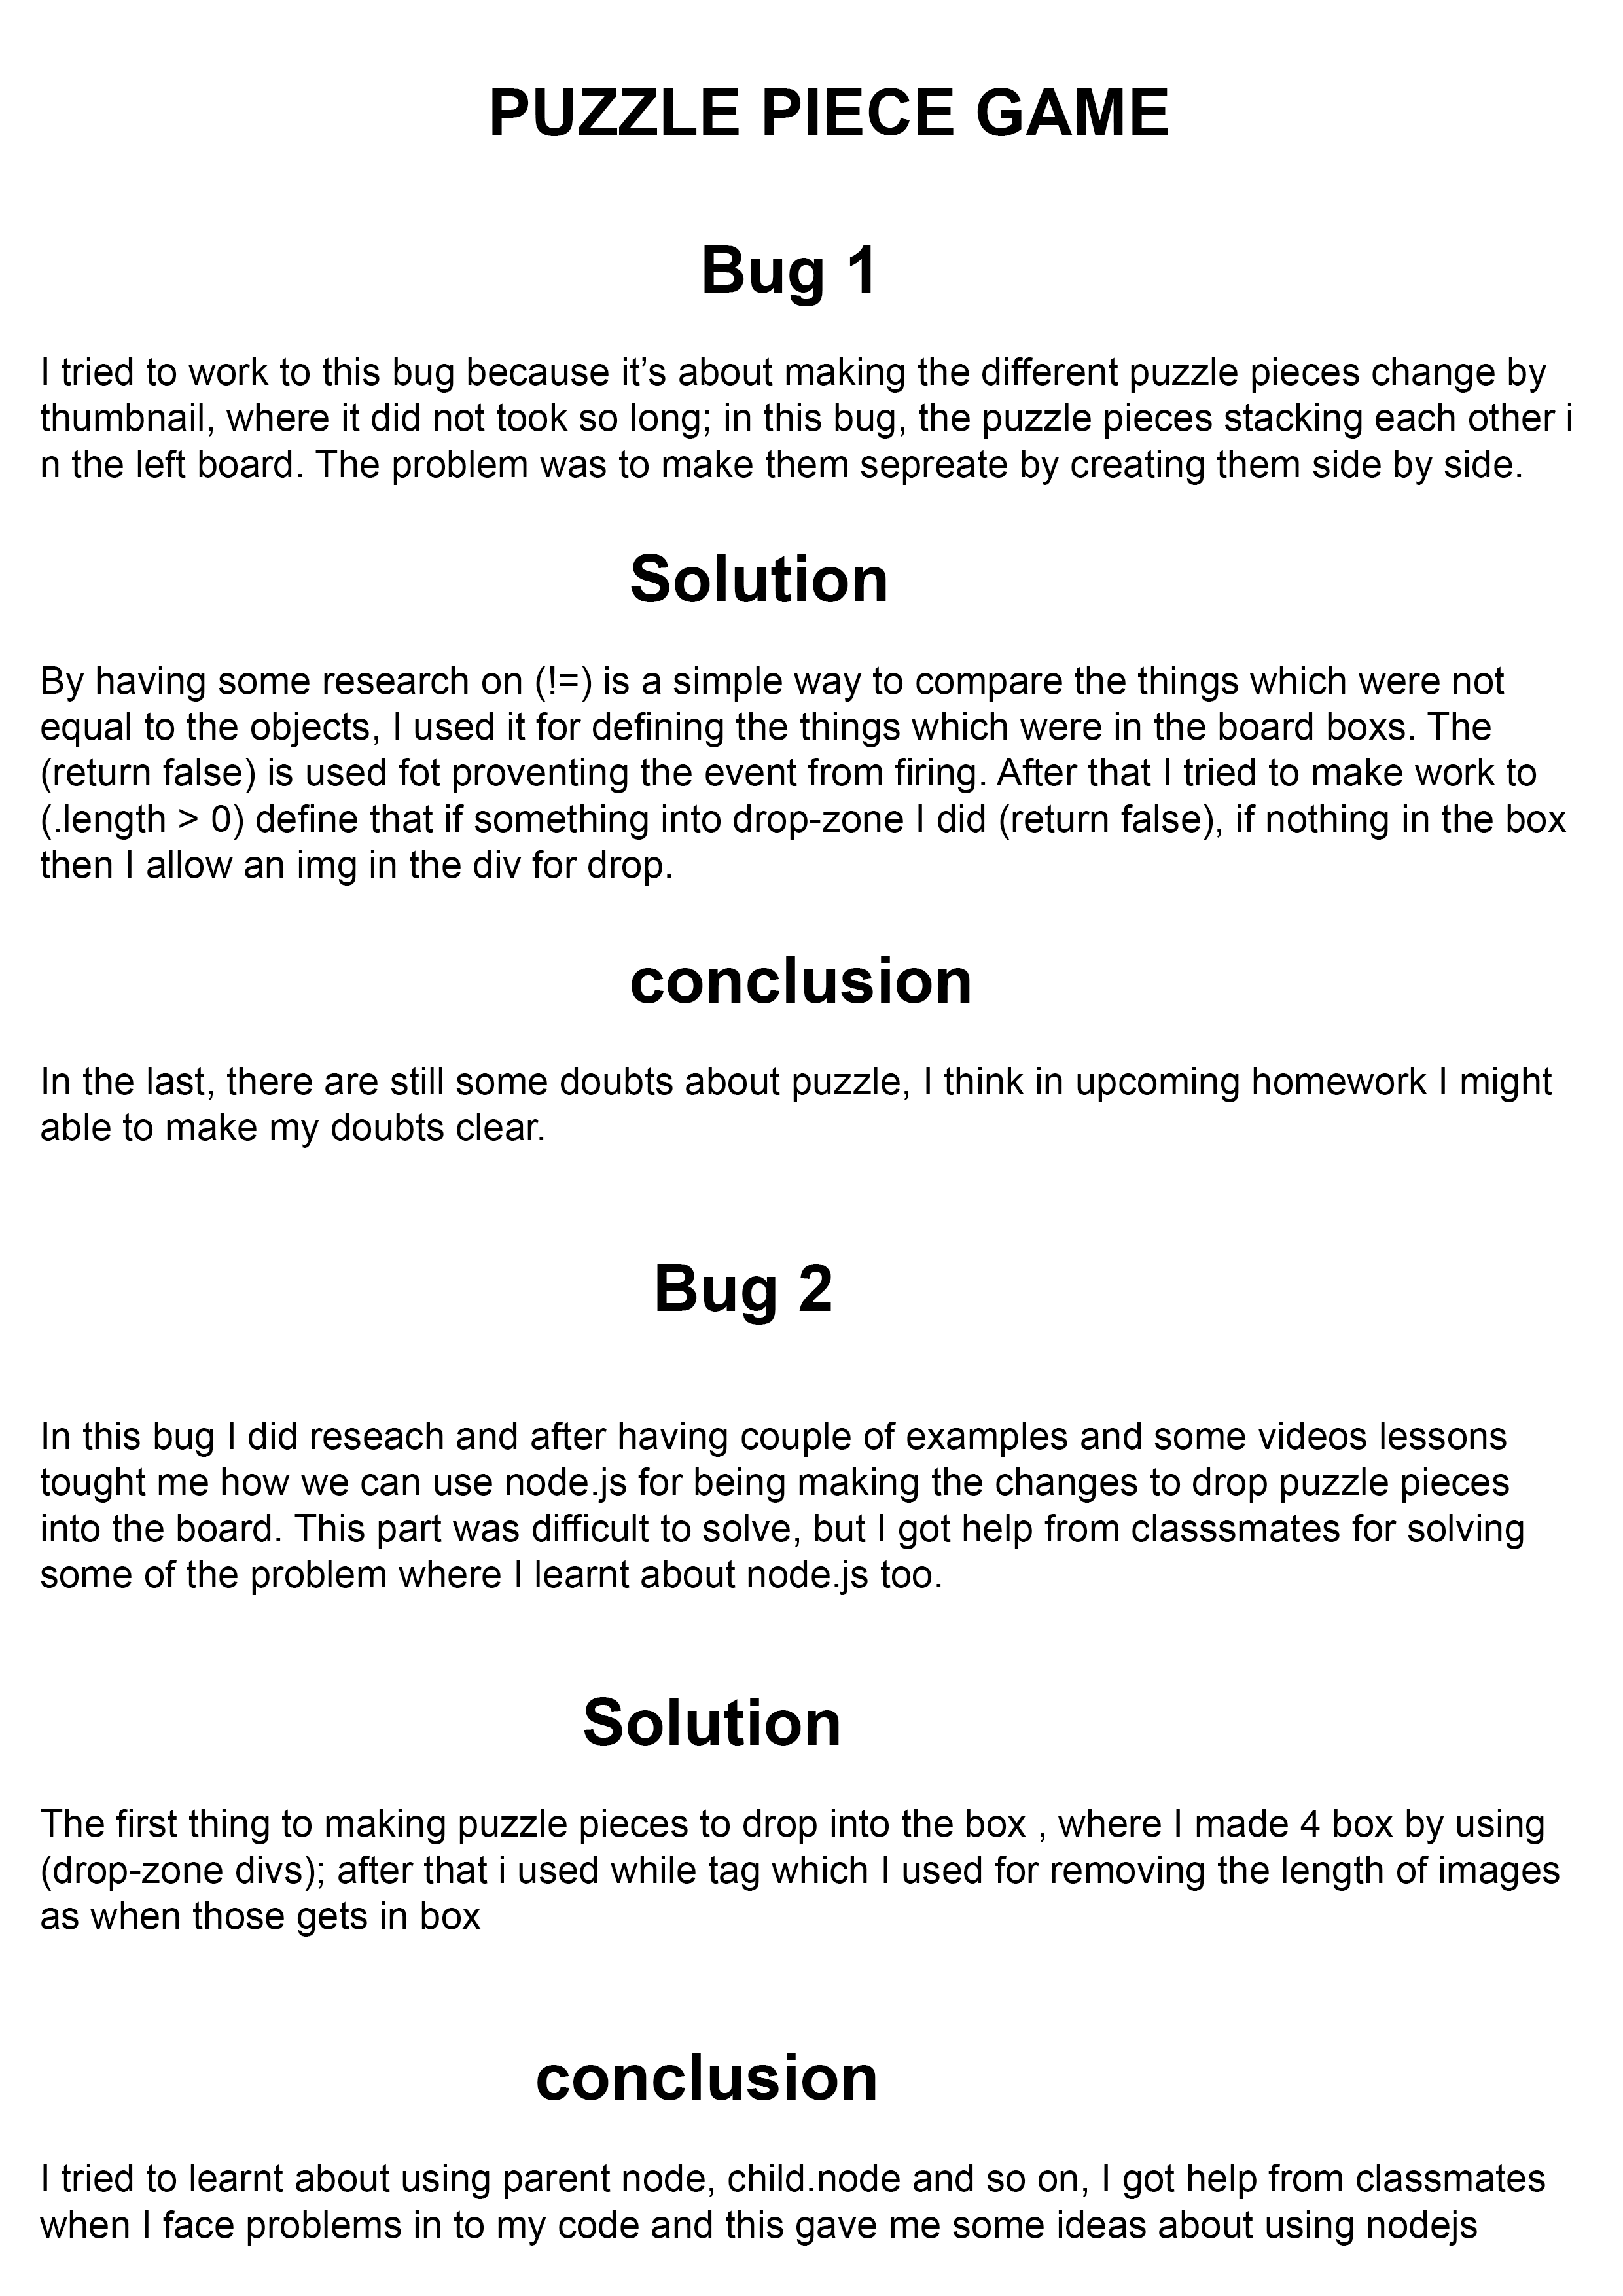 PUZZLE PIECE GAME
Bug 1
I tried to work to this bug because it’s about making the different puzzle pieces change by
thumbnail, where it did not took so long; in this bug, the puzzle pieces stacking each other i
n the left board. The problem was to make them sepreate by creating them side by side.
Solution
By having some research on (!=) is a simple way to compare the things which were not
equal to the objects, I used it for defining the things which were in the board boxs. The
(return false) is used fot proventing the event from firing. After that I tried to make work to
(.length > 0) define that if something into drop-zone I did (return false), if nothing in the box
then I allow an img in the div for drop.
conclusion
In the last, there are still some doubts about puzzle, I think in upcoming homework I might
able to make my doubts clear.
Bug 2
In this bug I did reseach and after having couple of examples and some videos lessons
tought me how we can use node.js for being making the changes to drop puzzle pieces
into the board. This part was difficult to solve, but I got help from classsmates for solving
some of the problem where I learnt about node.js too.
Solution
The first thing to making puzzle pieces to drop into the box , where I made 4 box by using
(drop-zone divs); after that i used while tag which I used for removing the length of images
as when those gets in box
conclusion
I tried to learnt about using parent node, child.node and so on, I got help from classmates
when I face problems in to my code and this gave me some ideas about using nodejs